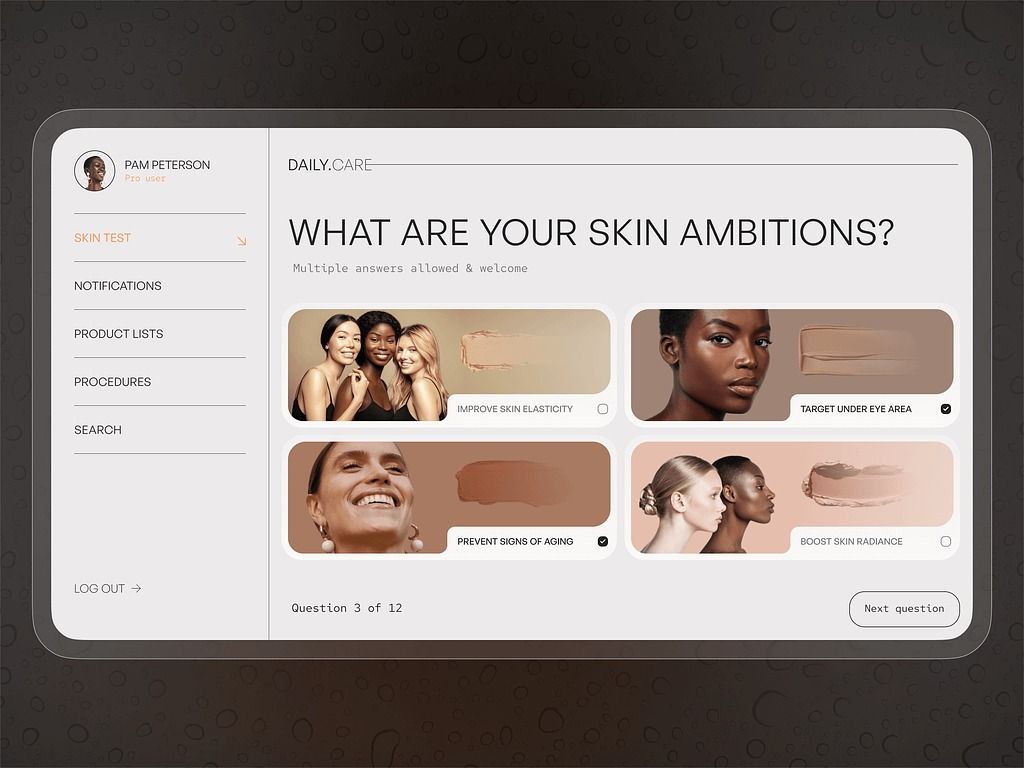 PAM PETERSON
Pro user
SKIN TEST
NOTIFICATIONS
PRODUCT LISTS
PROCEDURES
SEARCH
LOG OUT
DAILY.CARE
WHAT ARE YOUR SKIN AMBITIONS?
Multiple answers allowed & welcome
IMPROVE SKIN ELASTICITY
TARGET UNDER EYE AREA
PREVENT SIGNS OF AGING
BOOST SKIN RADIANCE
Question 3 of 12
Next question